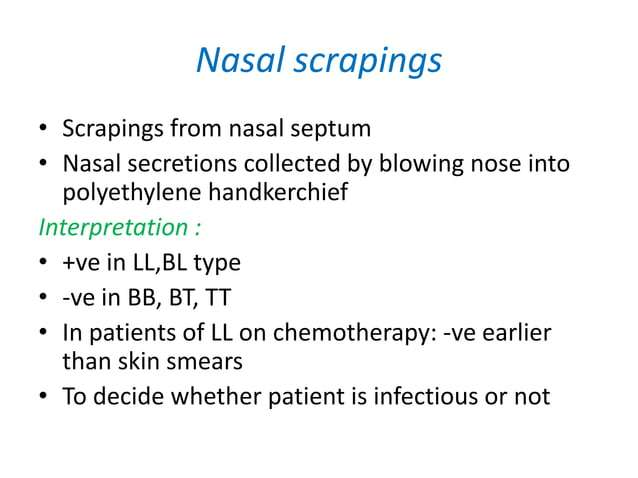 Nasal scrapings
• Scrapings from nasal septum
• Nasal secretions collected by blowing nose into
polyethylene handkerchief
Interpretation :
• +ve in LL,BL type
• -ve in BB, BT, TT
• In patients of LL on chemotherapy: -ve earlier
than skin smears
• To decide whether patient is infectious or not